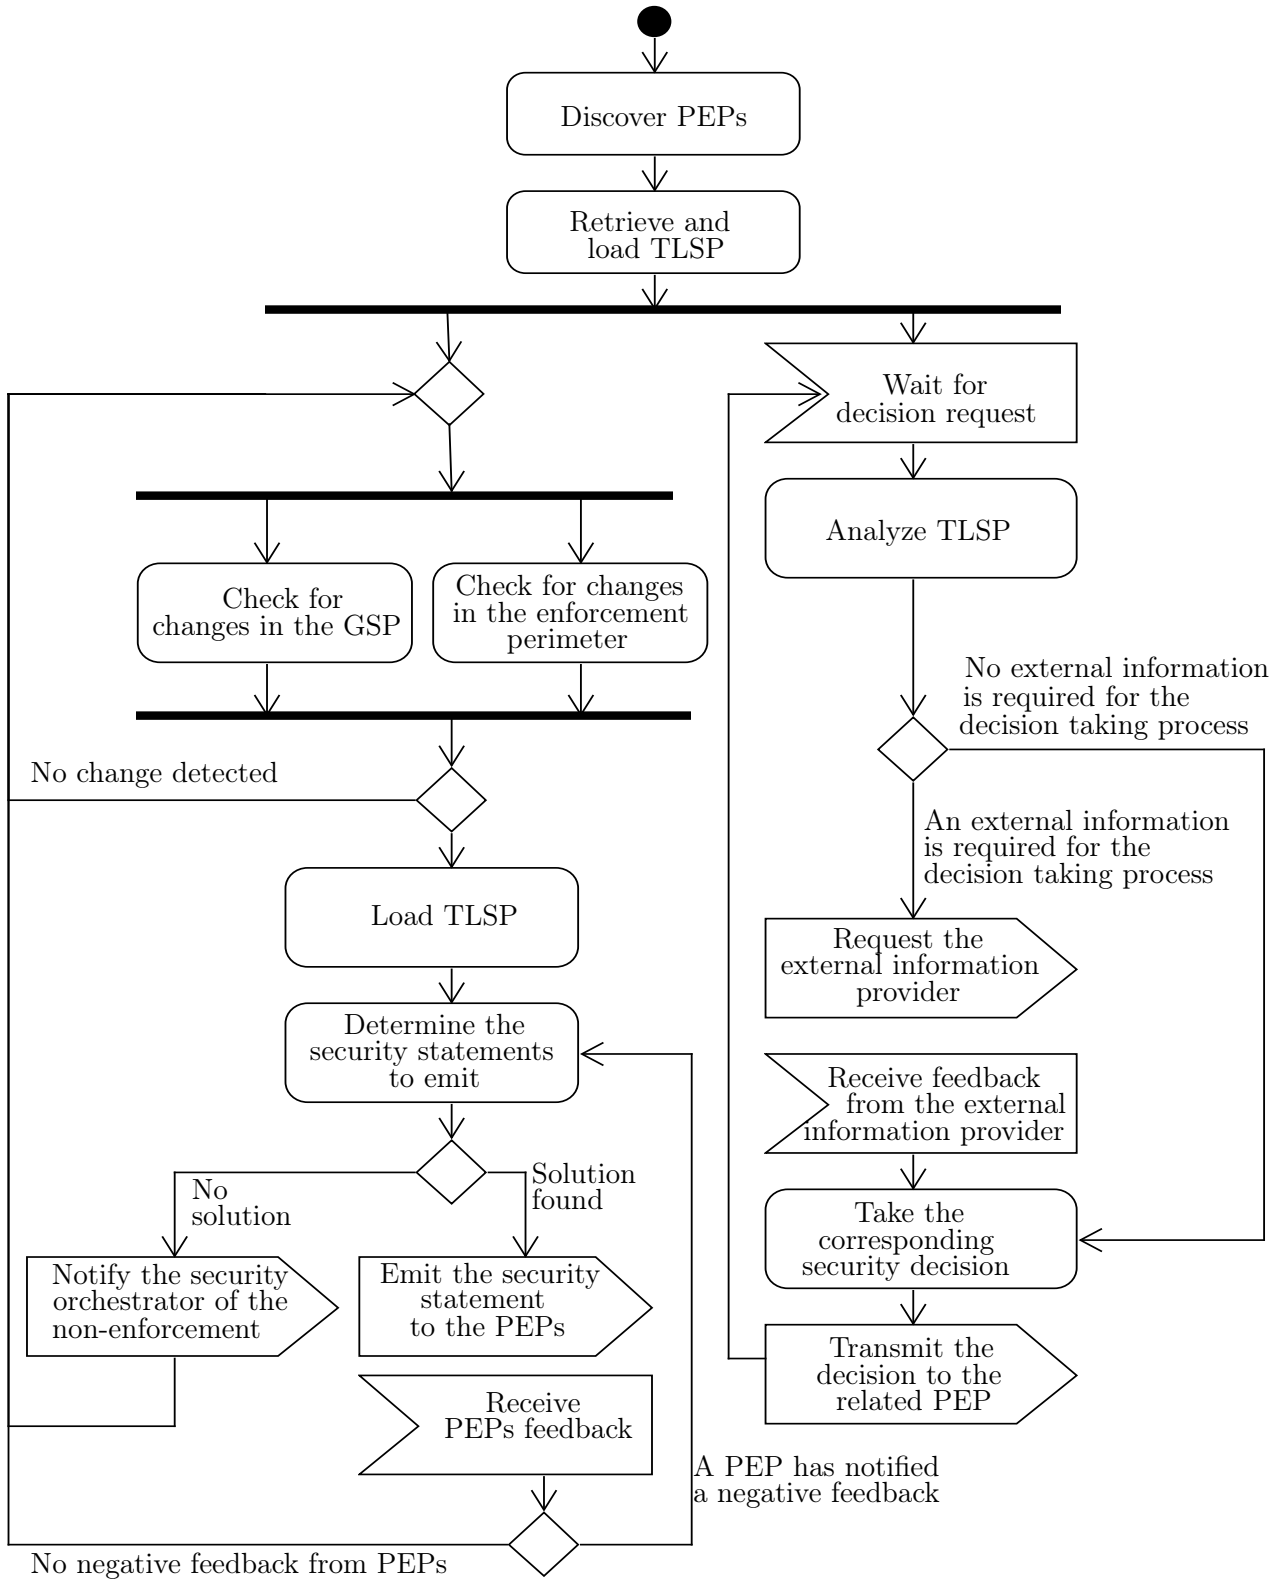 Discover PEPs
Retrieve and
load TLSP
Wait for
decision request
Analyze TLSP
Check for
changes in the GSP
Check for changes
in the enforcement
perimeter
No external information
is required for the
decision taking process
No change detected
An external information
is required for the
decision taking process
Load TLSP
Request the
external information
provider
Determine the
security statements
to emit
Receive feedback
from the external
information provider
No
solution
Solution
found
Take the
corresponding
security decision
Notify the security
orchestrator of the
non-enforcement
Emit the security
statement
to the PEPs
Transmit the
decision to the
related PEP
Receive
PEPs feedback
A PEP has notified
a negative feedback
No negative feedback from PEPs